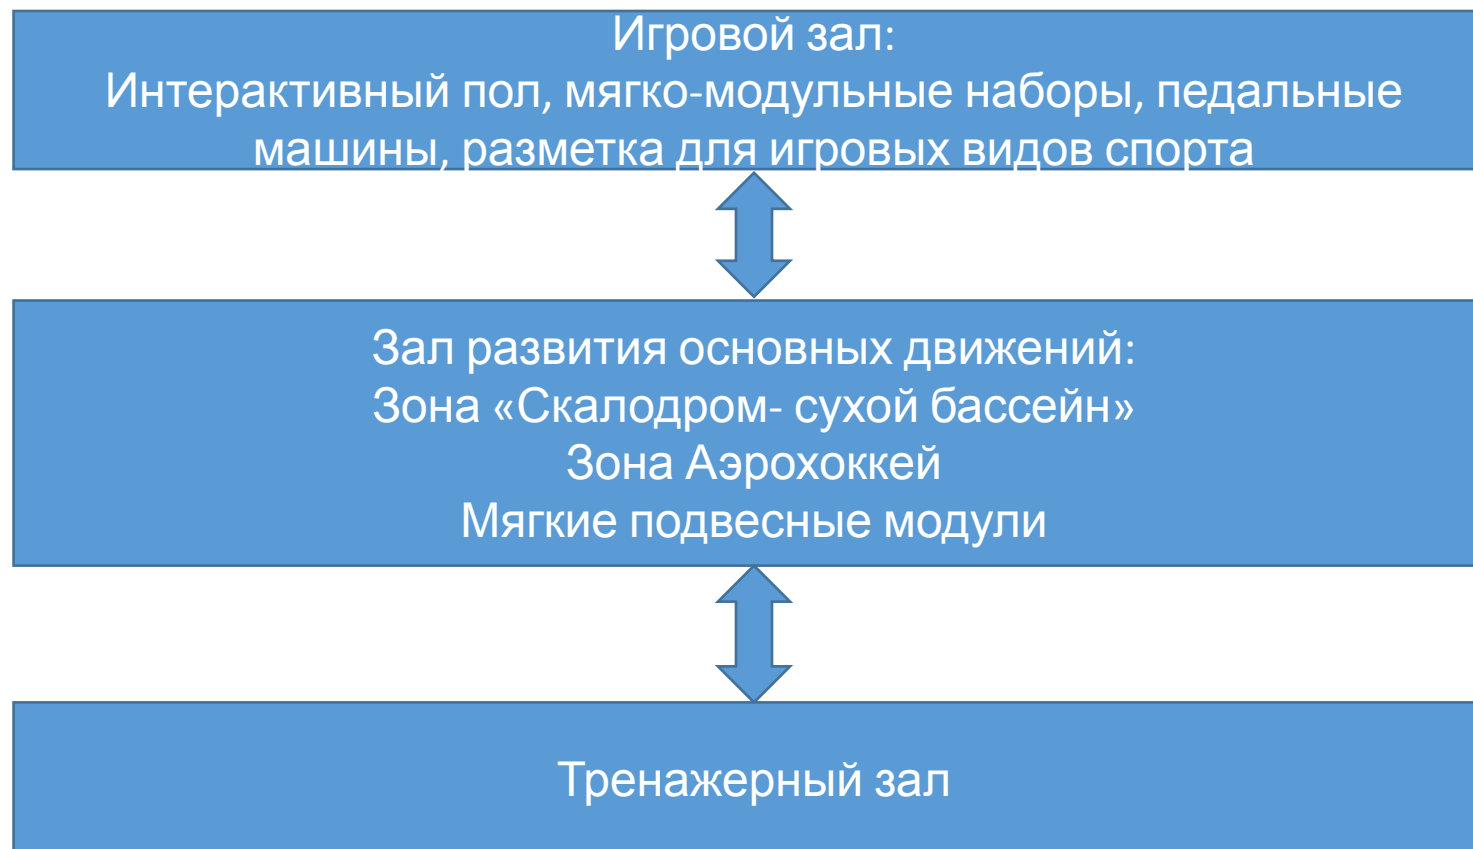 Игровой зал:
Интерактивный пол, мягко-модульные наборы, педальные
машины, разметка для игровых видов спорта
Зал развития основных движений:
Зона «Скалодром- сухой бассейн»
Зона Аэрохоккей
Мягкие подвесные модули
Тренажерный зал